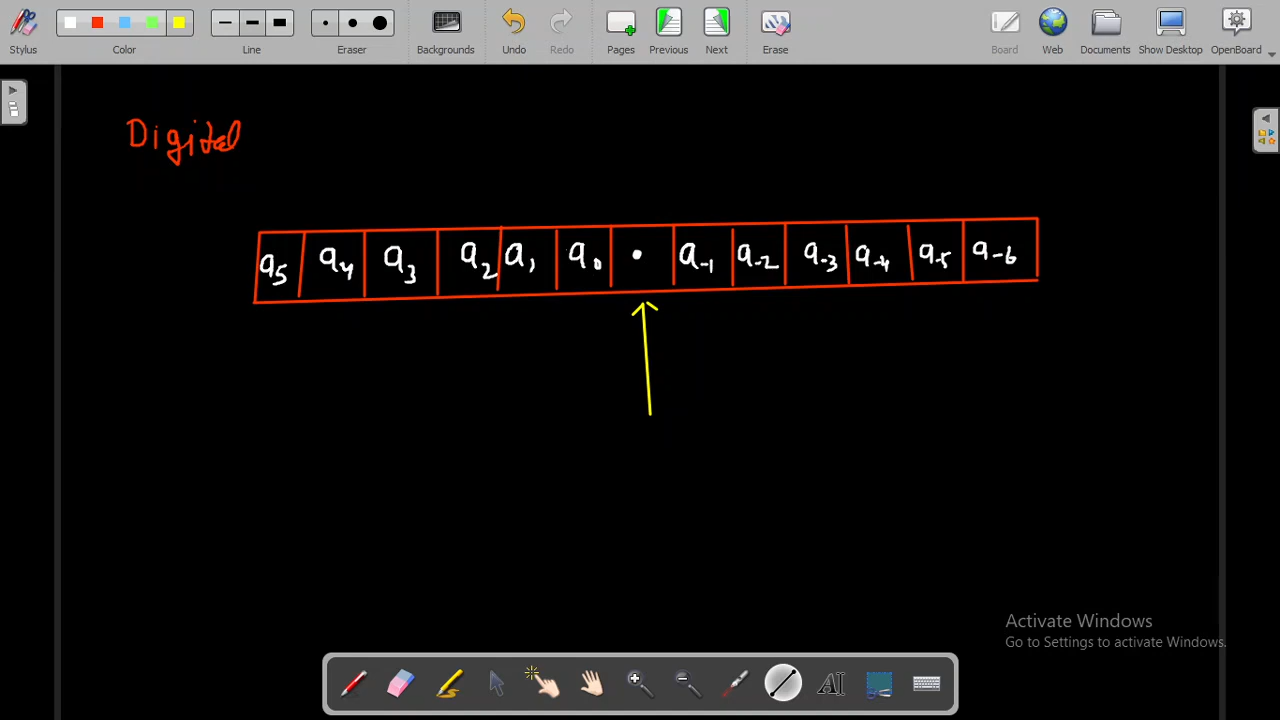 Stylus Color Line Eraser Backgrounds Undo Redo Pages Previous Next Erase Board Web Documents Show Desktop OpenBoard
Digital
a5 a4 a3 a2 a1 a0 . a-1 a-2 a-3 a-4 a-5 a-6
Activate Windows
Go to Settings to activate Windows.
AI